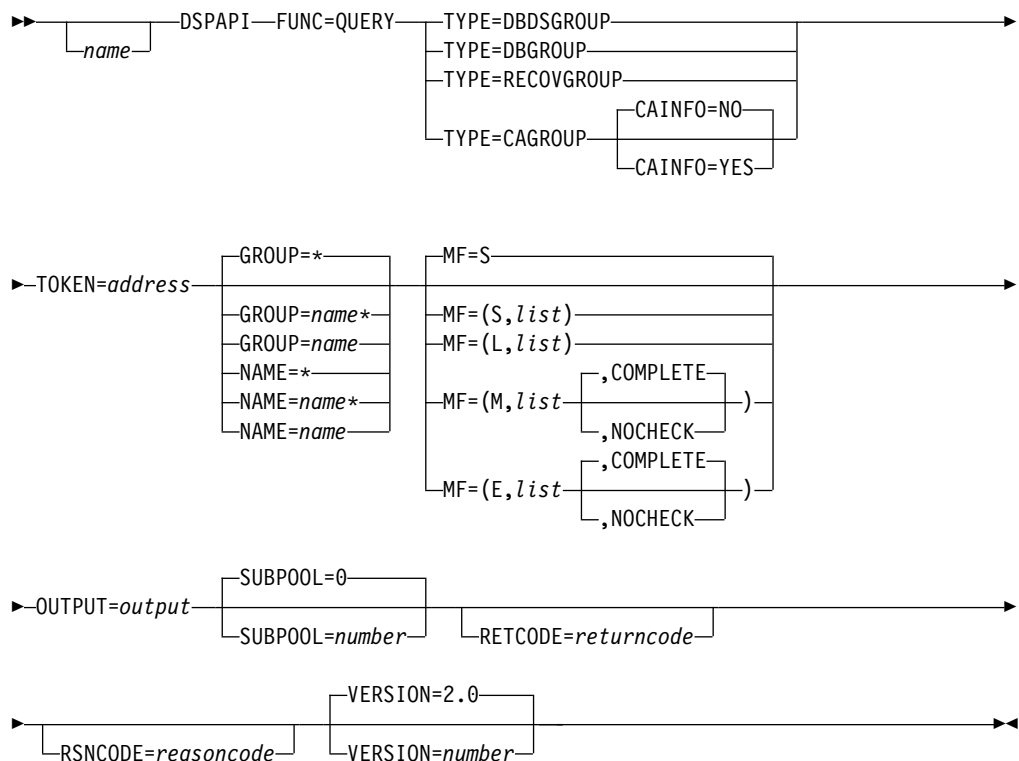 DSPAPI FUNC=QUERY TYPE=DBDSGROUP
name TYPE=DBGROUP
TYPE=RECOVGROUP
CAINFO=NO
TYPE=CAGROUP
CAINFO=YES
GROUP=* MF=S
TOKEN=address
GROUP=name* MF=(S,list)
GROUP=name MF=(L,list)
NAME=* ,COMPLETE
NAME=name* MF=(M,list )
NAME=name ,NOCHECK
,COMPLETE
MF=(E,list )
,NOCHECK
SUBPOOL=0
OUTPUT=output
SUBPOOL=number RETCODE=returncode
VERSION=2.0
RSNCODE=reasoncode VERSION=number